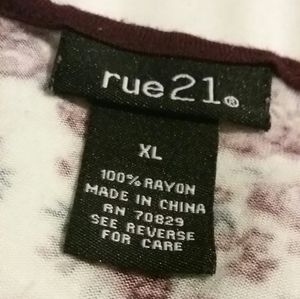 rue21®
XL
100% RAYON
MADE IN CHINA
RN 70829
SEE REVERSE
FOR CARE